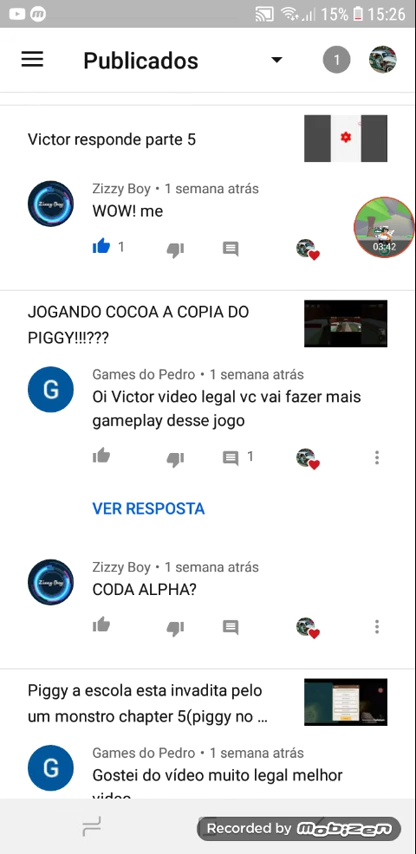 15% 15:26
Publicados
1
Victor responde parte 5
Zizzy Boy • 1 semana atrás
WOW! me
1
03:42
JOGANDO COCOA A COPIA DO
PIGGY!!!???
G
Games do Pedro • 1 semana atrás
Oi Victor video legal vc vai fazer mais
gameplay desse jogo
1
VER RESPOSTA
Zizzy Boy • 1 semana atrás
CODA ALPHA?
Piggy a escola esta invadita pelo
um monstro chapter 5(piggy no ...
G
Games do Pedro • 1 semana atrás
Gostei do vídeo muito legal melhor
video
Recorded by MOBIZEN